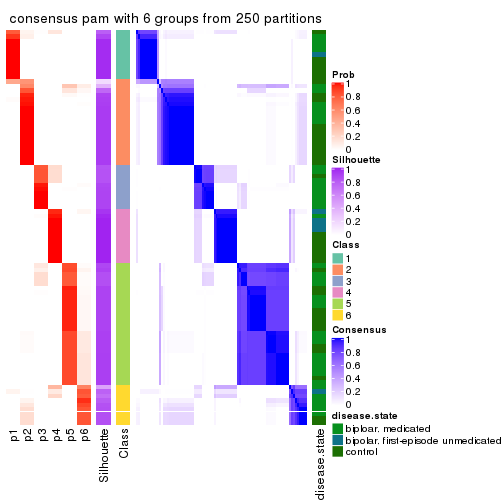 consensus pam with 6 groups from 250 partitions
Prob
1
0.8
0.6
0.4
0.2
0
Silhouette
1
0.8
0.6
0.4
0.2
0
Class
1
2
3
4
5
6
Consensus
1
0.8
0.6
0.4
0.2
0
disease.state
biploar. medicated
bipolar. first-episode unmedicated
control
p1
p2
p3
p4
p5
p6
Silhouette
Class
disease.state